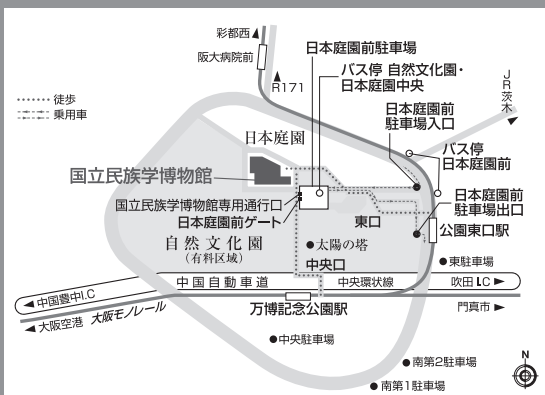 彩都西
阪大病院前
日本庭園前駐車場
バス停 自然文化園・
日本庭園中央
R171
JR茨木
徒歩
乗用車
日本庭園前
駐車場入口
日本庭園
バス停
日本庭園前
国立民族学博物館
国立民族学博物館専用通行口
日本庭園前ゲート
日本庭園前
駐車場出口
東口
公園東口駅
自然文化園
(有料区域)
太陽の塔
中央口
東駐車場
中国自動車道
中央環状線
吹田I.C
中国豊中I.C
大阪空港
大阪モノレール
万博記念公園駅
門真市
中央駐車場
南第2駐車場
南第1駐車場
N